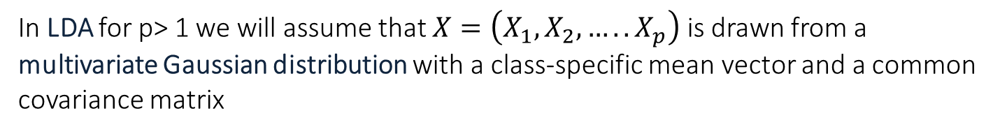 In LDA for p> 1 we will assume that X = (X₁, X₂, ..... Xₚ) is drawn from a
multivariate Gaussian distribution with a class-specific mean vector and a common
covariance matrix